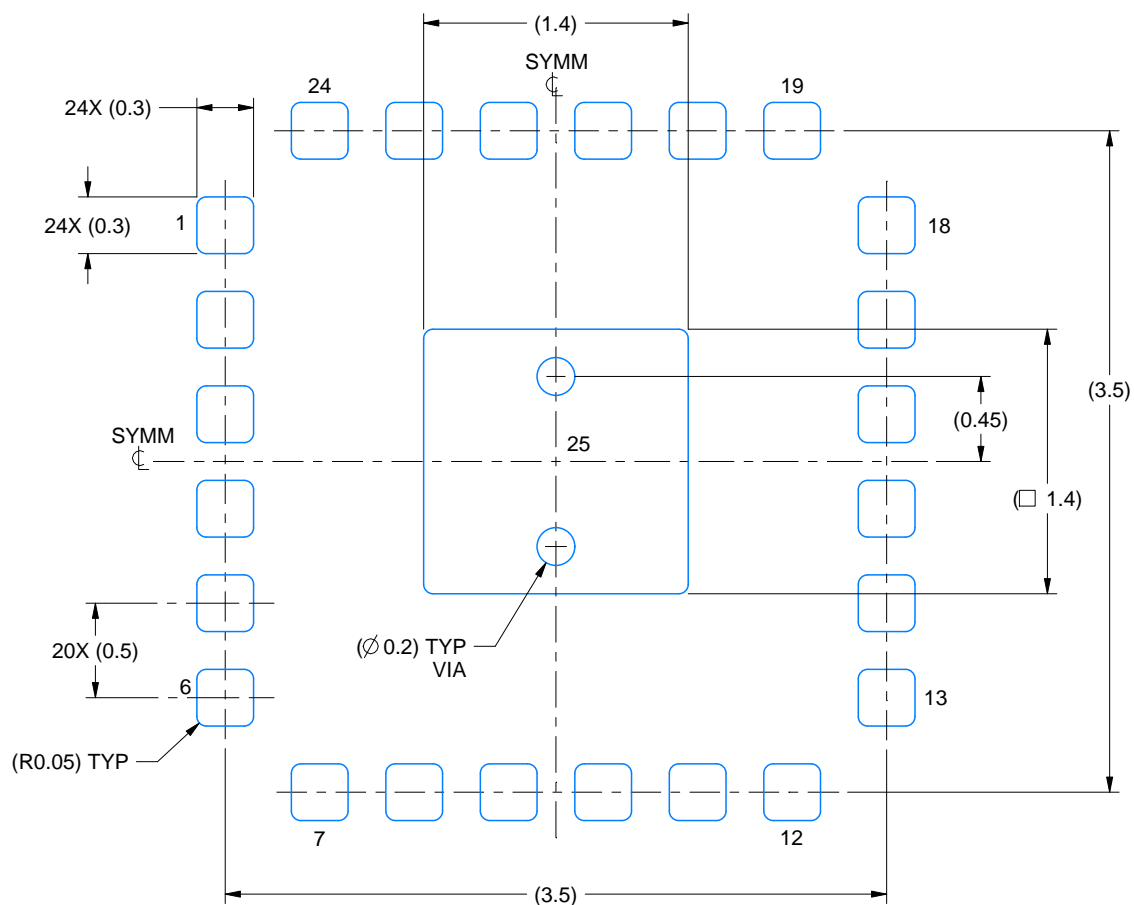 (1.4)
SYMM
℄
24X (0.3)
24
19
24X (0.3)
1
18
(3.5)
(0.45)
SYMM
℄
25
(□ 1.4)
(∅ 0.2) TYP
VIA
20X (0.5)
6
13
(R0.05) TYP
7
12
(3.5)